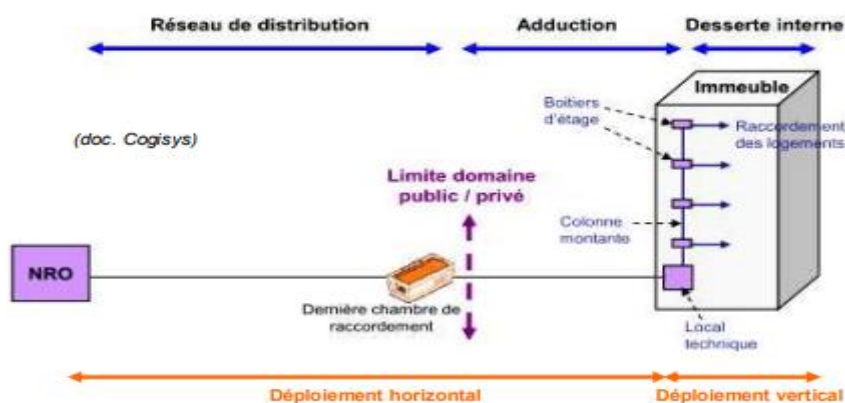 Réseau de distribution
Adduction
Desserte interne
Immeuble
Boitiers
d'étage
Raccordement
des logements
(doc. Cogisys)
Limite domaine
public / privé
Colonne
montante
NRO
Dernière chambre de
raccordement
Local
technique
Déploiement horizontal
Déploiement vertical